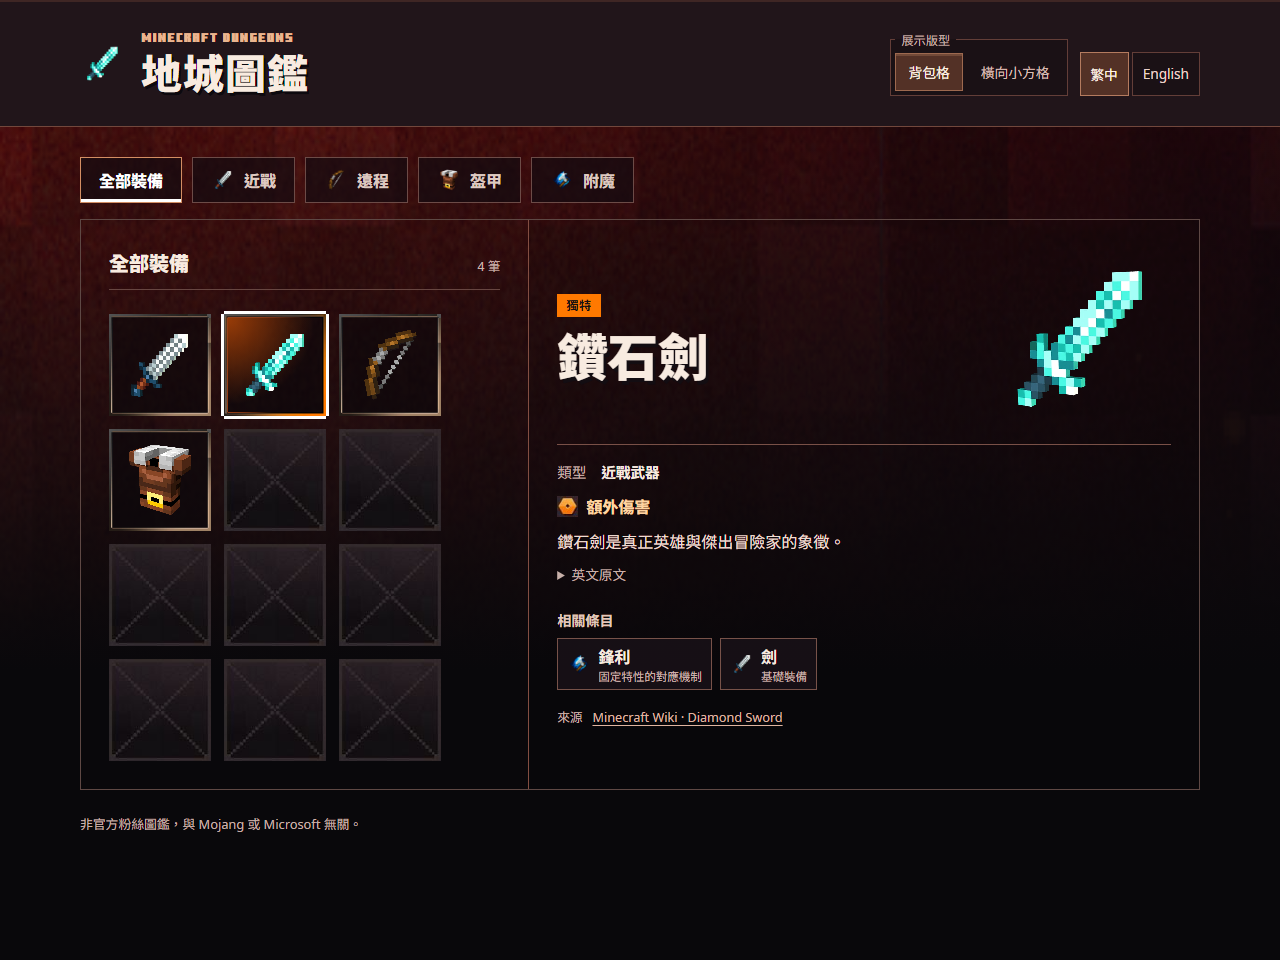 MINECRAFT DUNGEONS
地城圖鑑
展示版型
背包格
橫向小方格
繁中
English
全部裝備
近戰
遠程
盔甲
附魔
全部裝備
4 筆
獨特
鑽石劍
類型 近戰武器
額外傷害
鑽石劍是真正英雄與傑出冒險家的象徵。
英文原文
相關條目
鋒利
固定特性的對應機制
劍
基礎裝備
來源 Minecraft Wiki · Diamond Sword
非官方粉絲圖鑑，與 Mojang 或 Microsoft 無關。